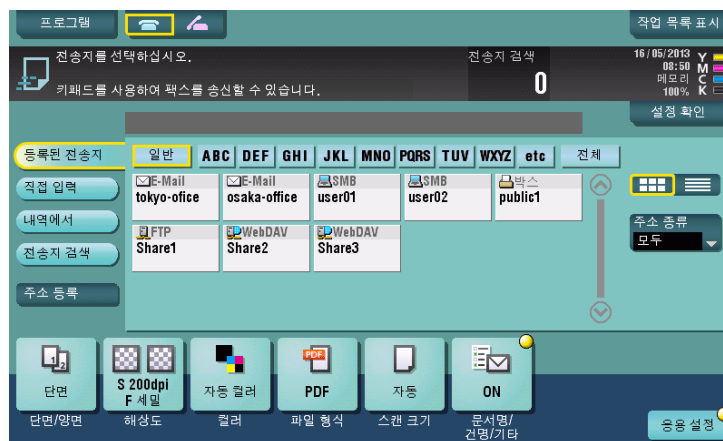 프로그램
작업 목록 표시
전송지를 선택하십시오.
키패드를 사용하여 팩스를 송신할 수 있습니다.
전송지 검색
0
16/05/2013
08:50
메모리
100%
Y
M
C
K
설정 확인
등록된 전송지
직접 입력
내역에서
전송지 검색
주소 등록
일반 ABC DEF GHI JKL MNO PQRS TUV WXYZ etc 전체
E-Mail
tokyo-ofice
E-Mail
osaka-office
SMB
user01
SMB
user02
박스
public1
FTP
Share1
WebDAV
Share2
WebDAV
Share3
주소 종류
모두
1 2
단면
단면/양면
S 200dpi
F 세밀
해상도
자동 컬러
컬러
PDF
PDF
파일 형식
자동
스캔 크기
ON
문서명/
건명/기타
응용 설정